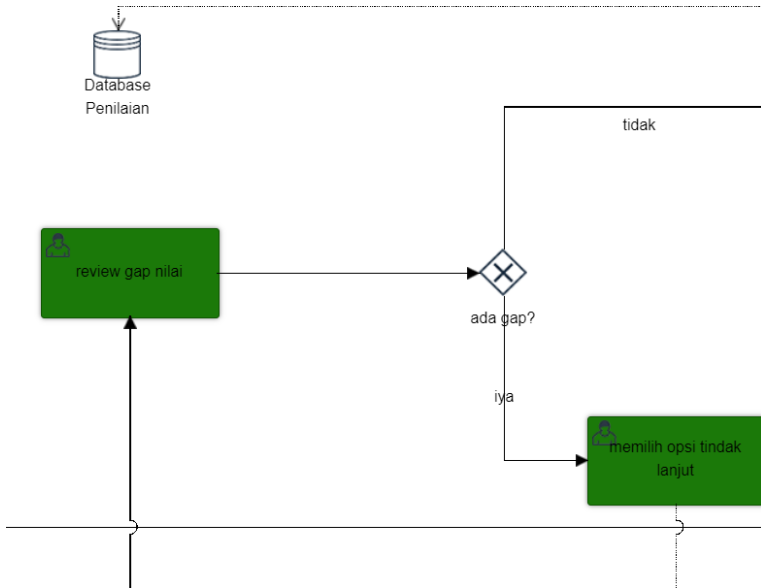 Database
Penilaian
tidak
review gap nilai
ada gap?
iya
memilih opsi tindak
lanjut